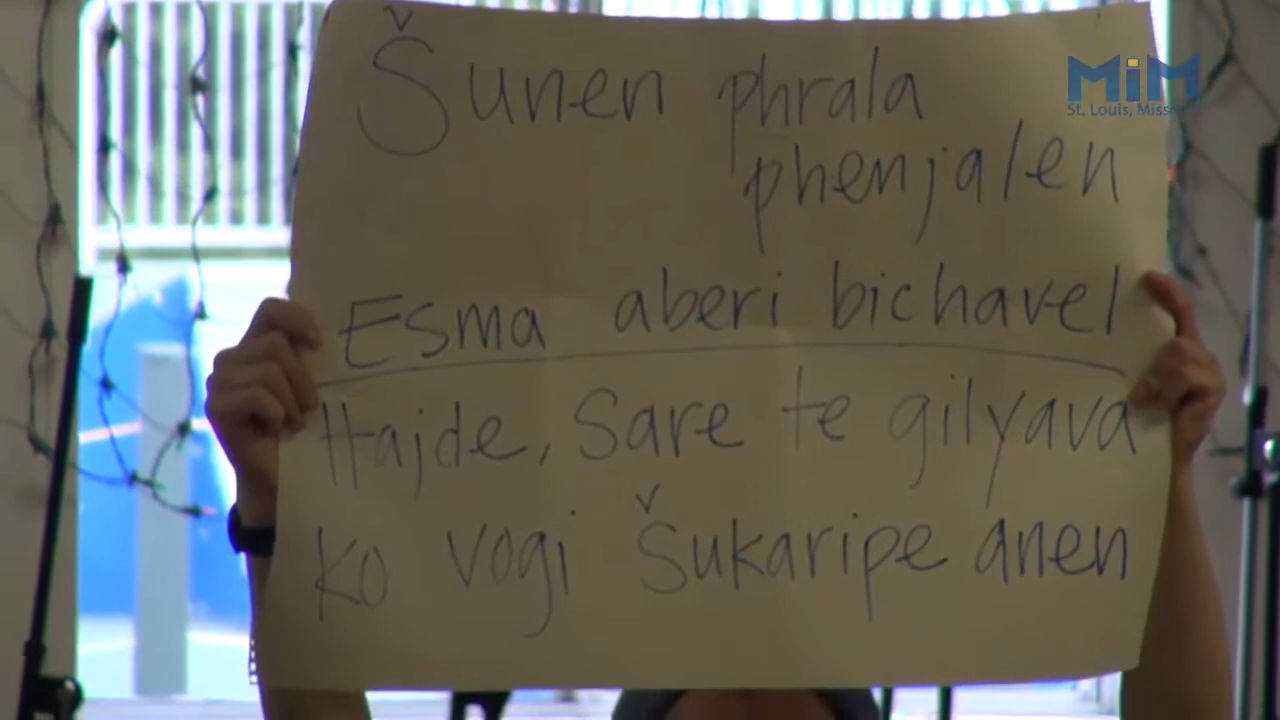 MiM
St. Louis, Miss
Šunen phrala
phenjalen
Esma aberi bichavel
Hajde, Sare te gilyava
Ko vogi Šukaripe anen